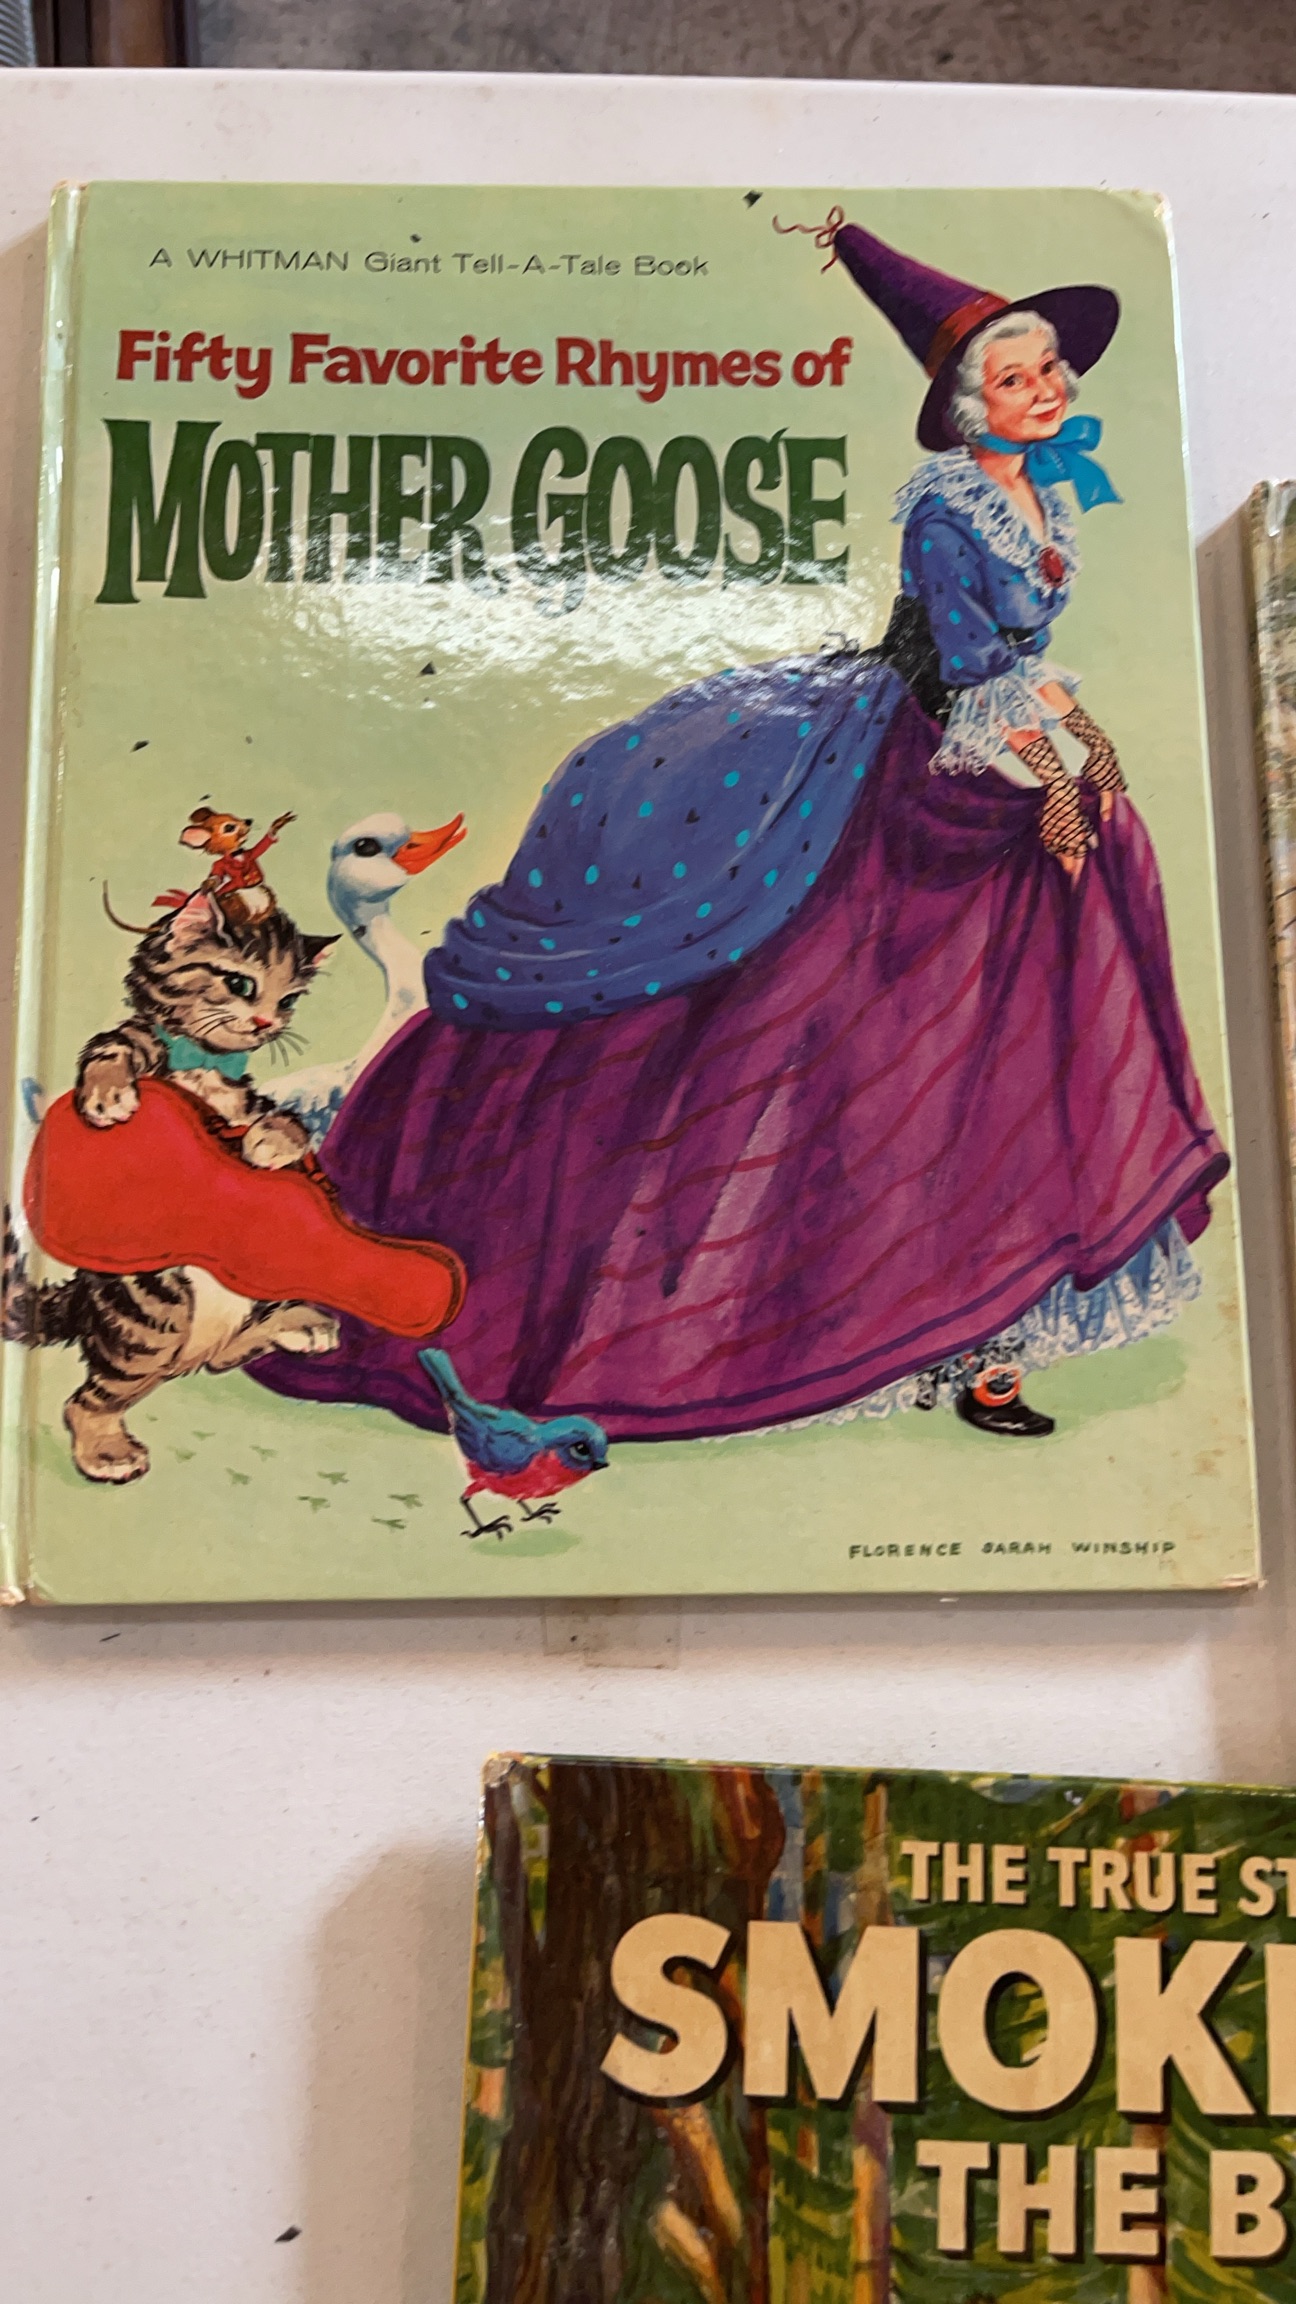 A WHITMAN Giant Tell-A-Tale Book
Fifty Favorite Rhymes of
MOTHER GOOSE
FLORENCE SARAH WINSHIP
THE TRUE ST
SMOK
THE B